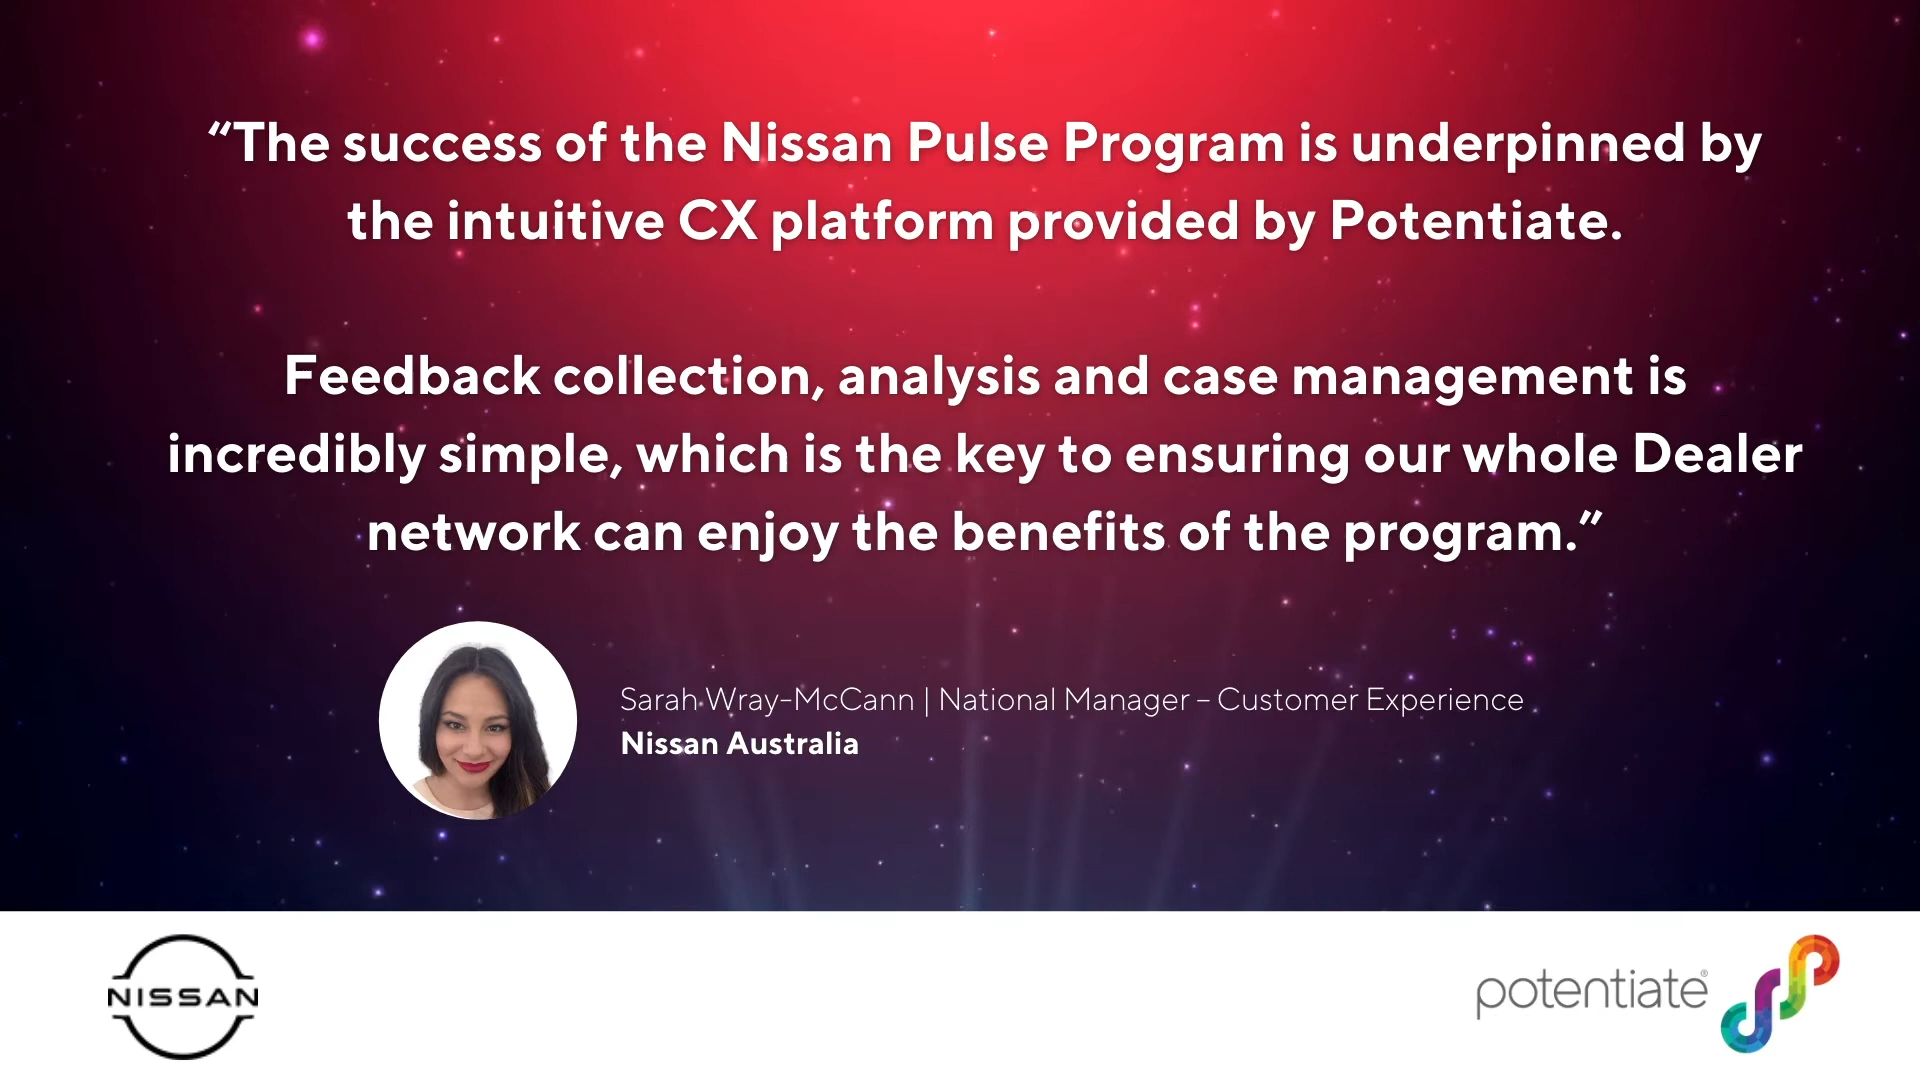 “The success of the Nissan Pulse Program is underpinned by
the intuitive CX platform provided by Potentiate.
Feedback collection, analysis and case management is
incredibly simple, which is the key to ensuring our whole Dealer
network can enjoy the benefits of the program.”
Sarah Wray-McCann | National Manager – Customer Experience
Nissan Australia
NISSAN
potentiate®